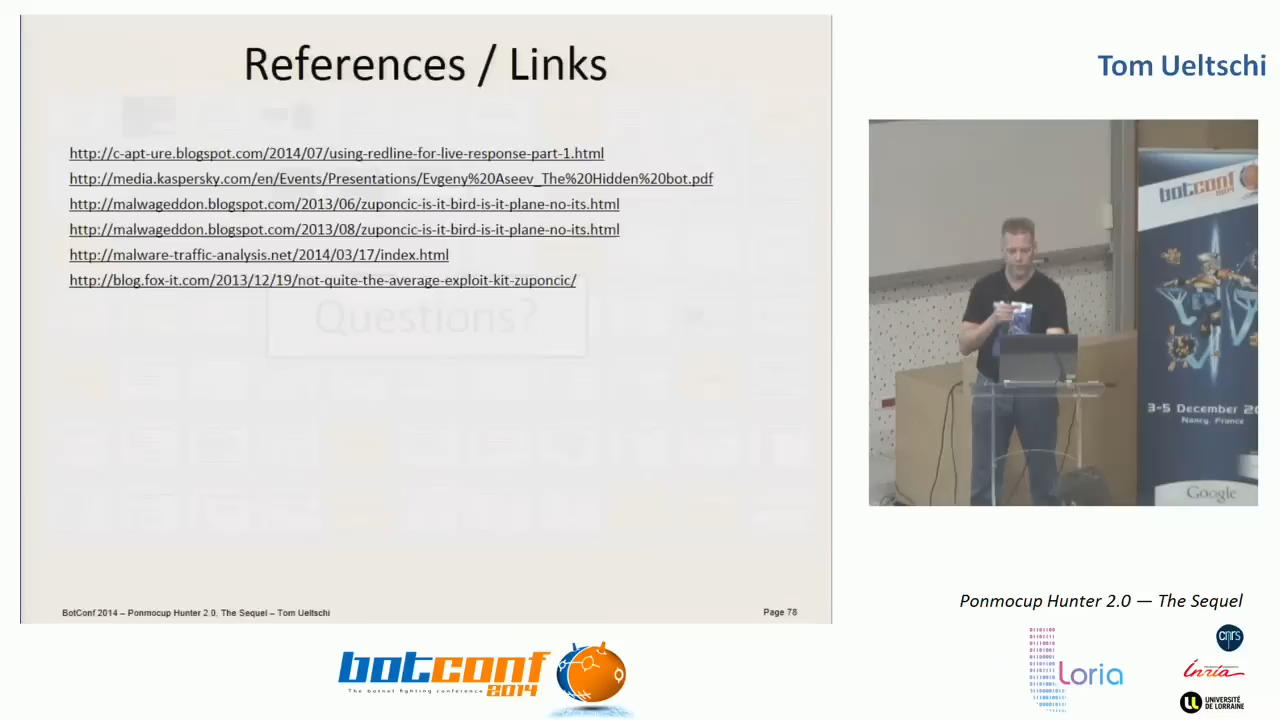 References / Links
http://c-apt-ure.blogspot.com/2014/07/using-redline-for-live-response-part-1.html
http://media.kaspersky.com/en/Events/Presentations/Evgeny%20Aseev_The%20Hidden%20bot.pdf
http://malwageddon.blogspot.com/2013/06/zuponcic-is-it-bird-is-it-plane-no-its.html
http://malwageddon.blogspot.com/2013/08/zuponcic-is-it-bird-is-it-plane-no-its.html
http://malware-traffic-analysis.net/2014/03/17/index.html
http://blog.fox-it.com/2013/12/19/not-quite-the-average-exploit-kit-zuponcic/
Questions?
BotConf 2014 – Ponmocup Hunter 2.0, The Sequel – Tom Ueltschi
Page 78
Tom Ueltschi
botconf
3-5 December
Nancy, France
Google
Ponmocup Hunter 2.0 — The Sequel
botconf
The botnet fighting conference 2014
Loria
cnrs
Inria
UNIVERSITÉ
DE LORRAINE